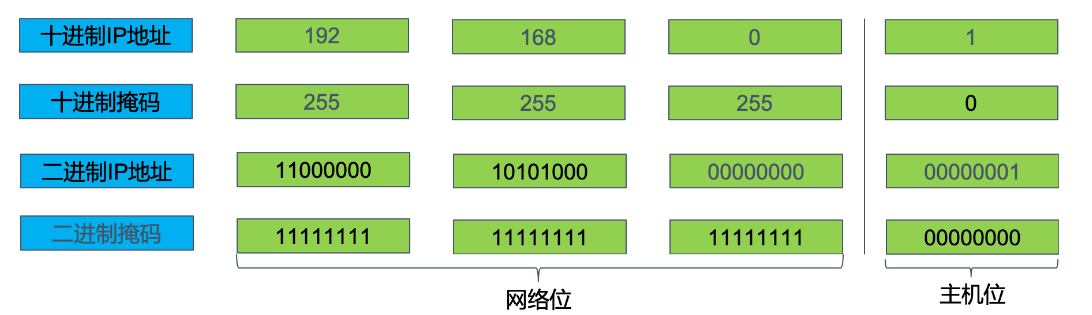 十进制IP地址 192 168 0 1
十进制掩码 255 255 255 0
二进制IP地址 11000000 10101000 00000000 00000001
二进制掩码 11111111 11111111 11111111 00000000
网络位 主机位